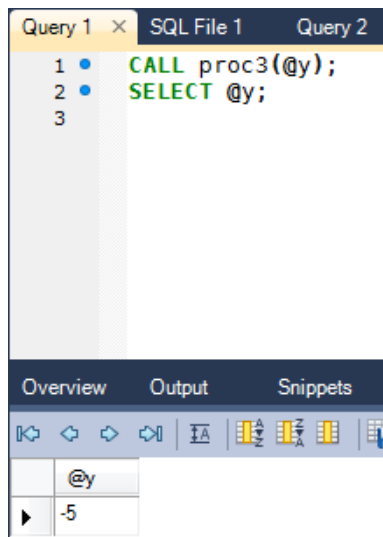 Query 1 × SQL File 1 Query 2
1 CALL proc3(@y);
2 SELECT @y;
3
Overview Output Snippets
@y
-5